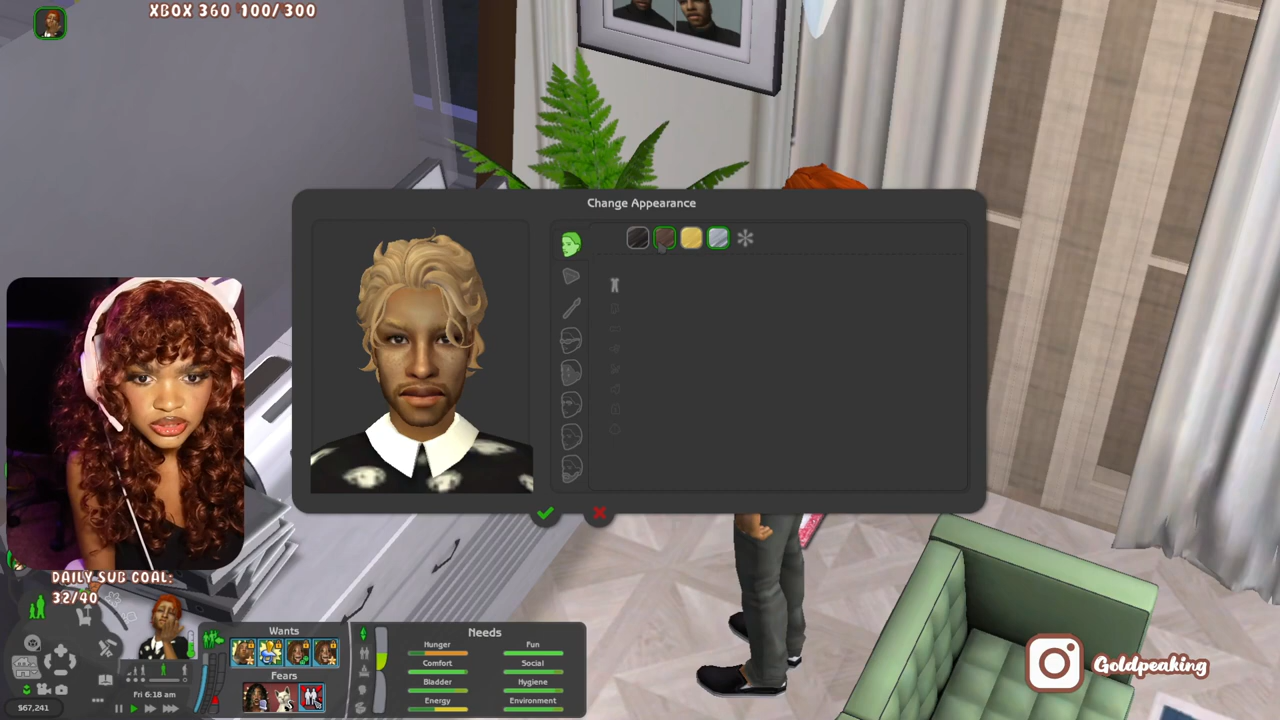 XBOX 360 100/300
Change Appearance
DAILY SUB GOAL:
32/40
Wants
Fears
Needs
Hunger
Fun
Comfort
Social
Bladder
Hygiene
Energy
Environment
Fri 6:18 am
$67,241
Goldpeaking